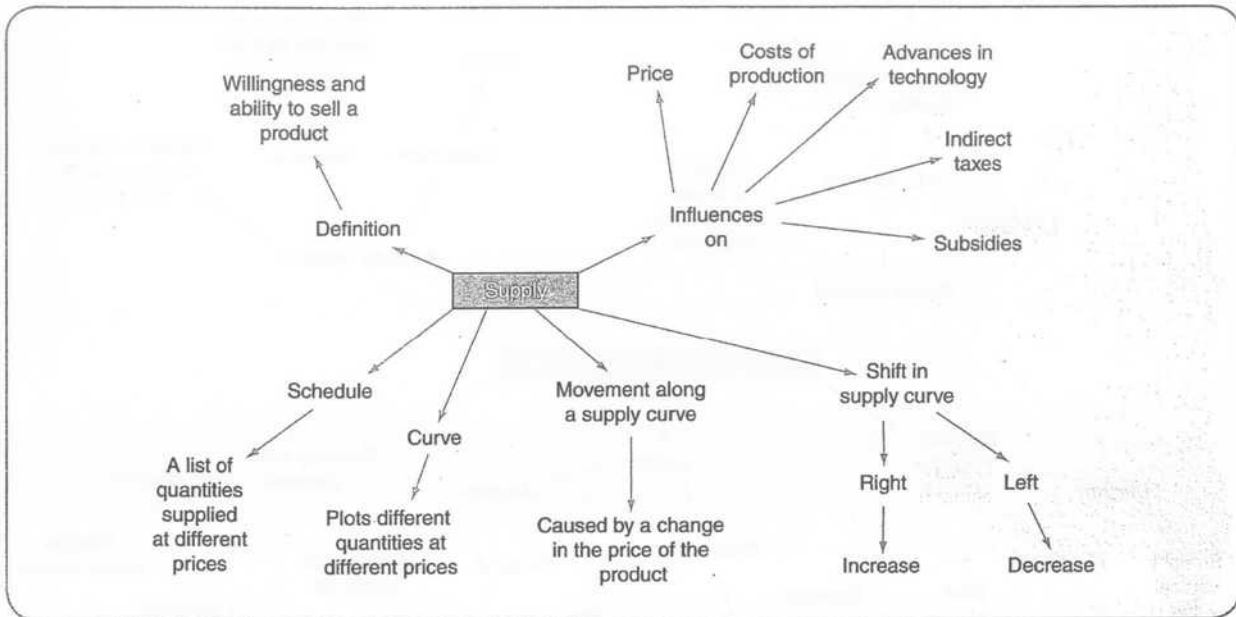 Willingness and
ability to sell a
product
Definition
Price
Costs of
production
Advances in
technology
Indirect
taxes
Subsidies
Influences
on
Supply
Schedule
A list of
quantities
supplied
at different
prices
Curve
Plots different
quantities at
different prices
Movement along
a supply curve
Caused by a change
in the price of the
product
Shift in
supply curve
Right
Increase
Left
Decrease